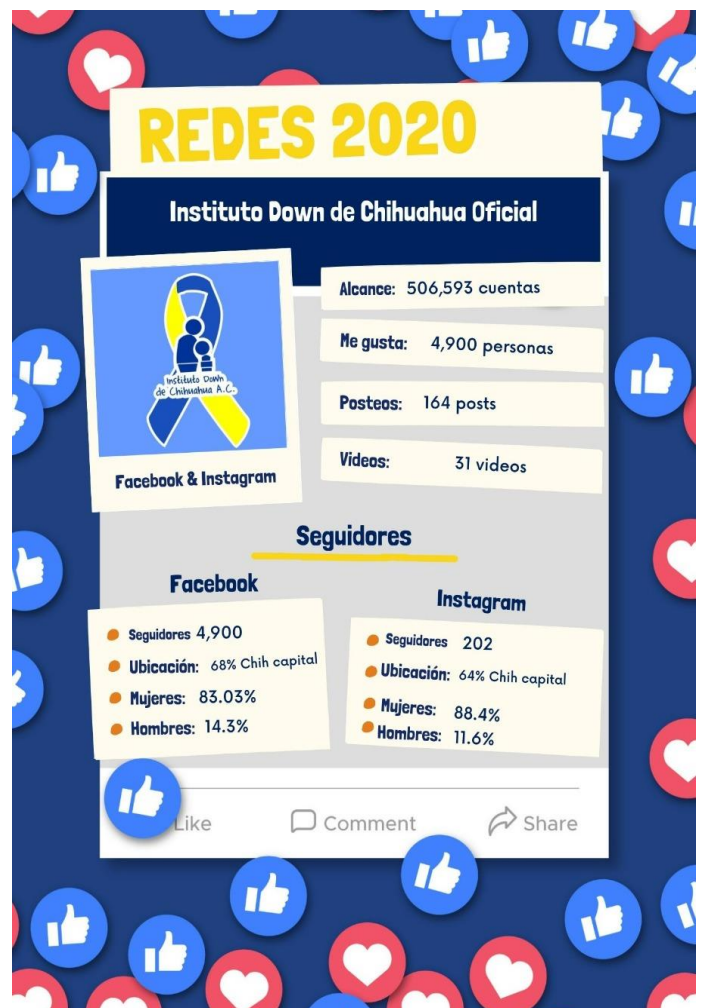 REDES 2020
Instituto Down de Chihuahua Oficial
Instituto Down
de Chihuahua A.C.
Facebook & Instagram
Alcance: 506,593 cuentas
Me gusta: 4,900 personas
Posteos: 164 posts
Videos: 31 videos
Seguidores
Facebook
Seguidores 4,900
Ubicación: 68% Chih capital
Mujeres: 83.03%
Hombres: 14.3%
Instagram
Seguidores 202
Ubicación: 64% Chih capital
Mujeres: 88.4%
Hombres: 11.6%
Like
Comment
Share